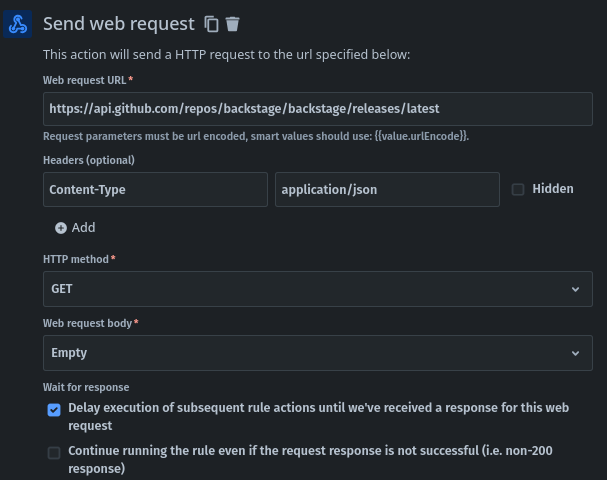 Send web request
This action will send a HTTP request to the url specified below:
Web request URL*
https://api.github.com/repos/backstage/backstage/releases/latest
Request parameters must be url encoded, smart values should use: {{value.urlEncode}}.
Headers (optional)
Content-Type application/json Hidden
Add
HTTP method*
GET
Web request body*
Empty
Wait for response
Delay execution of subsequent rule actions until we've received a response for this web
request
Continue running the rule even if the request response is not successful (i.e. non-200
response)